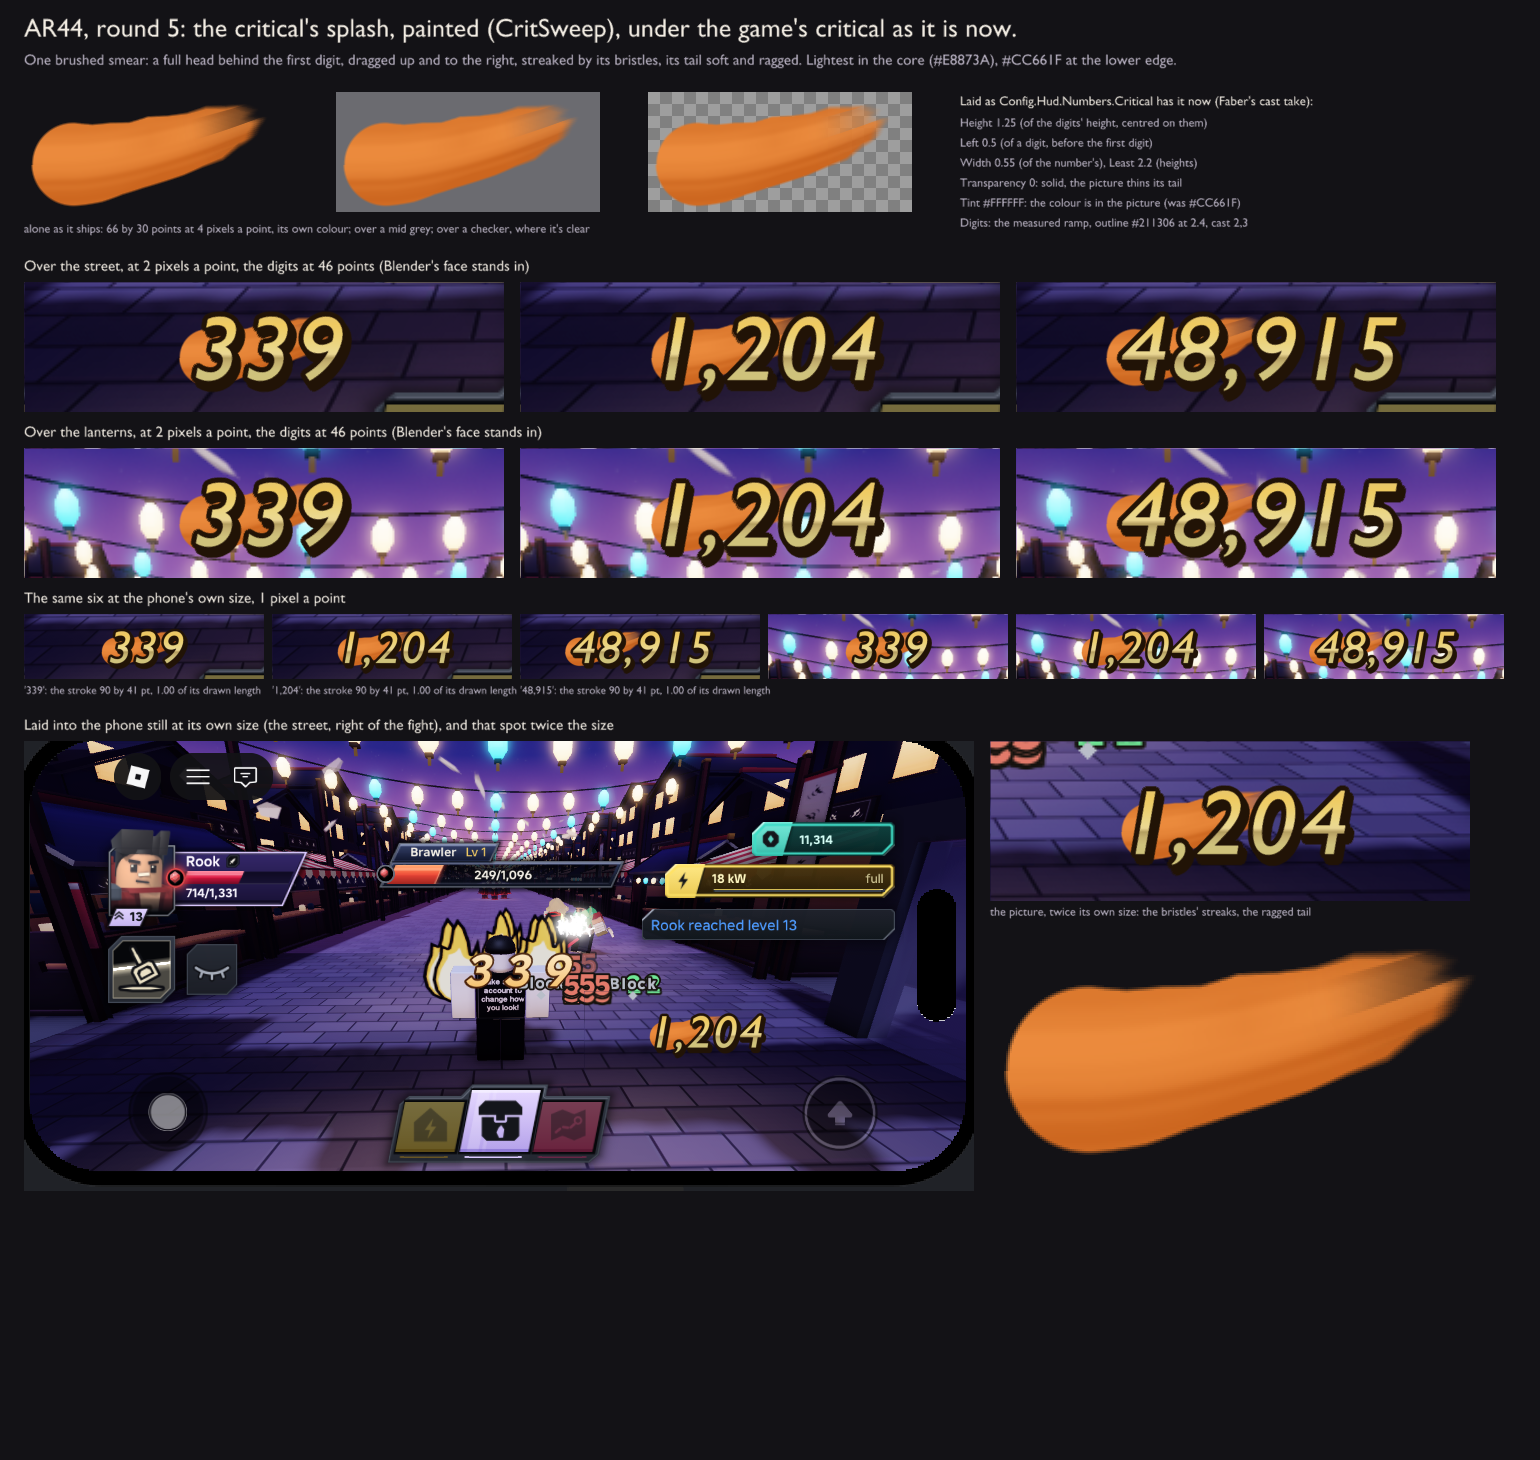 AR44, round 5: the critical's splash, painted (CritSweep), under the game's critical as it is now.
One brushed smear: a full head behind the first digit, dragged up and to the right, streaked by its bristles, its tail soft and ragged. Lightest in the core (#E8873A), #CC661F at the lower edge.
Laid as Config.Hud.Numbers.Critical has it now (Faber's cast take):
Height 1.25 (of the digits' height, centred on them)
Left 0.5 (of a digit, before the first digit)
Width 0.55 (of the number's), Least 2.2 (heights)
Transparency 0: solid, the picture thins its tail
Tint #FFFFFF: the colour is in the picture (was #CC661F)
Digits: the measured ramp, outline #211306 at 2.4, cast 2,3
alone as it ships: 66 by 30 points at 4 pixels a point, its own colour; over a mid grey; over a checker, where it's clear
Over the street, at 2 pixels a point, the digits at 46 points (Blender's face stands in)
339
1,204
48,915
Over the lanterns, at 2 pixels a point, the digits at 46 points (Blender's face stands in)
339
1,204
48,915
The same six at the phone's own size, 1 pixel a point
339
1,204
48,915
339
1,204
48,915
'339': the stroke 90 by 41 pt, 1.00 of its drawn length
'1,204': the stroke 90 by 41 pt, 1.00 of its drawn length
'48,915': the stroke 90 by 41 pt, 1.00 of its drawn length
Laid into the phone still at its own size (the street, right of the fight), and that spot twice the size
11,314
Brawler Lv 1
Rook
249/1,096
18 kW
full
714/1,331
13
Rook reached level 13
339
555
Block
account to
change how
you look!
1,204
1,204
the picture, twice its own size: the bristles' streaks, the ragged tail